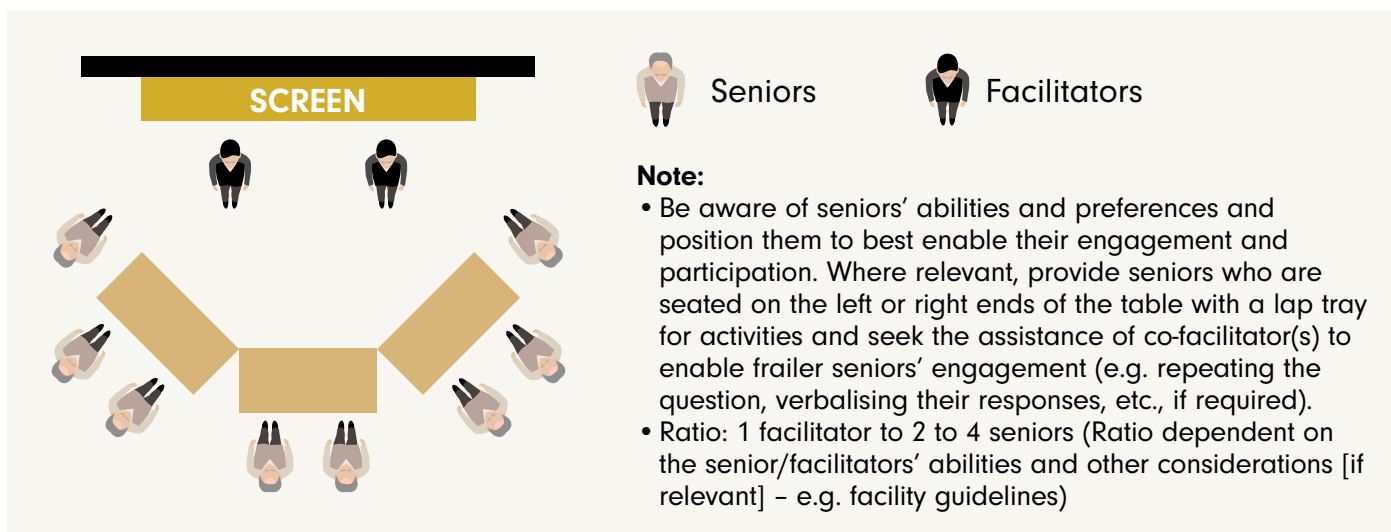 SCREEN
Seniors
Facilitators
Note:
• Be aware of seniors’ abilities and preferences and
position them to best enable their engagement and
participation. Where relevant, provide seniors who are
seated on the left or right ends of the table with a lap tray
for activities and seek the assistance of co-facilitator(s) to
enable frailer seniors’ engagement (e.g. repeating the
question, verbalising their responses, etc., if required).
• Ratio: 1 facilitator to 2 to 4 seniors (Ratio dependent on
the senior/facilitators’ abilities and other considerations [if
relevant] – e.g. facility guidelines)